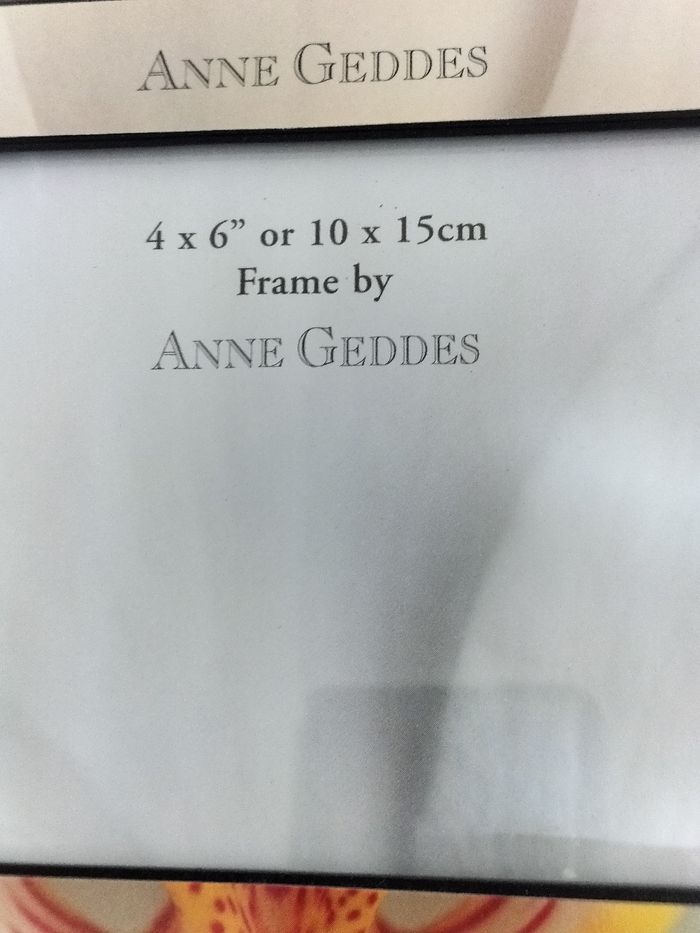 ANNE GEDDES
4 x 6” or 10 x 15cm
Frame by
ANNE GEDDES